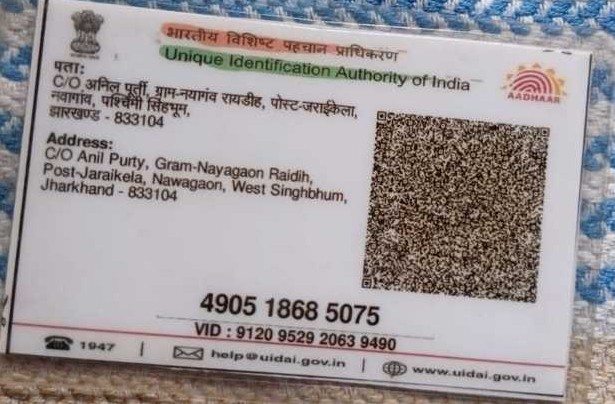 भारतीय विशिष्ट पहचान प्राधिकरण
Unique Identification Authority of India
AADHAAR
पता:
C/O अनिल पूर्ती, ग्राम-नयागांव रायडीह, पोस्ट-जराईकेला,
नवागांव, पश्चिमी सिंहभूम,
झारखण्ड - 833104
Address:
C/O Anil Purty, Gram-Nayagaon Raidih,
Post-Jaraikela, Nawagaon, West Singhbhum,
Jharkhand - 833104
4905 1868 5075
VID : 9120 9529 2063 9490
1947 | help@uidai.gov.in | www.uidai.gov.in